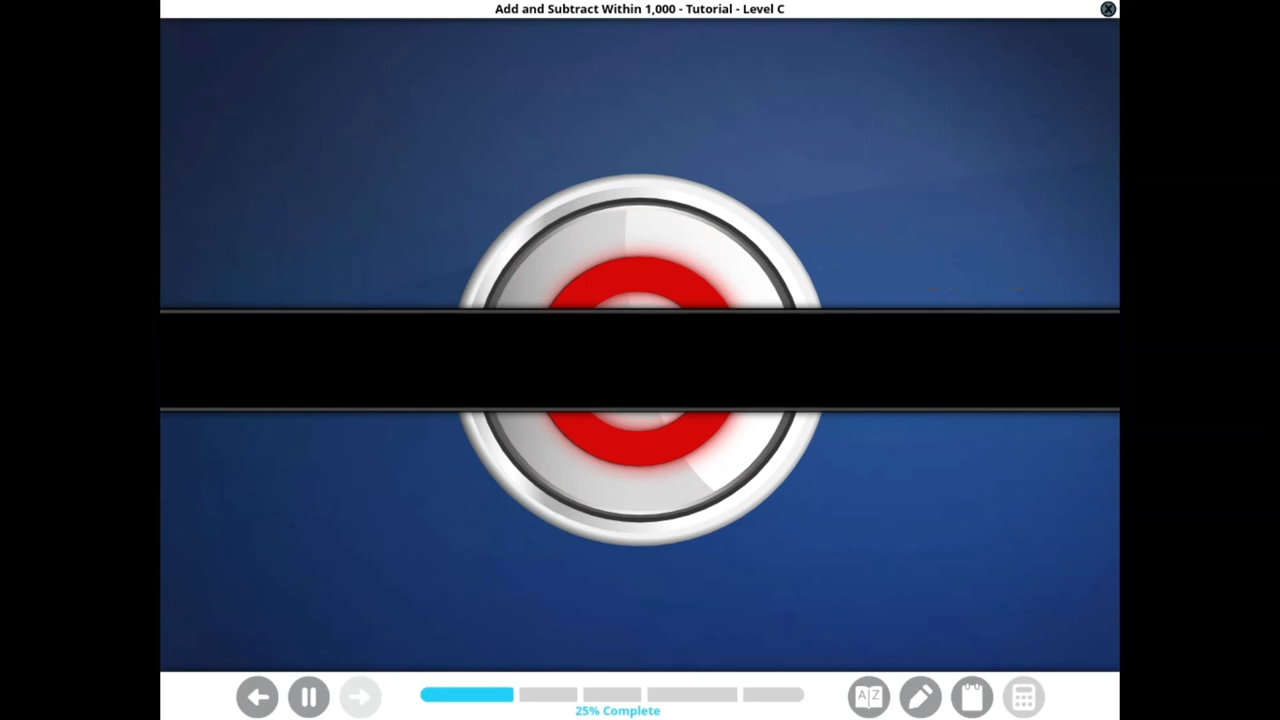 Add and Subtract Within 1,000 - Tutorial - Level C
25% Complete
A Z